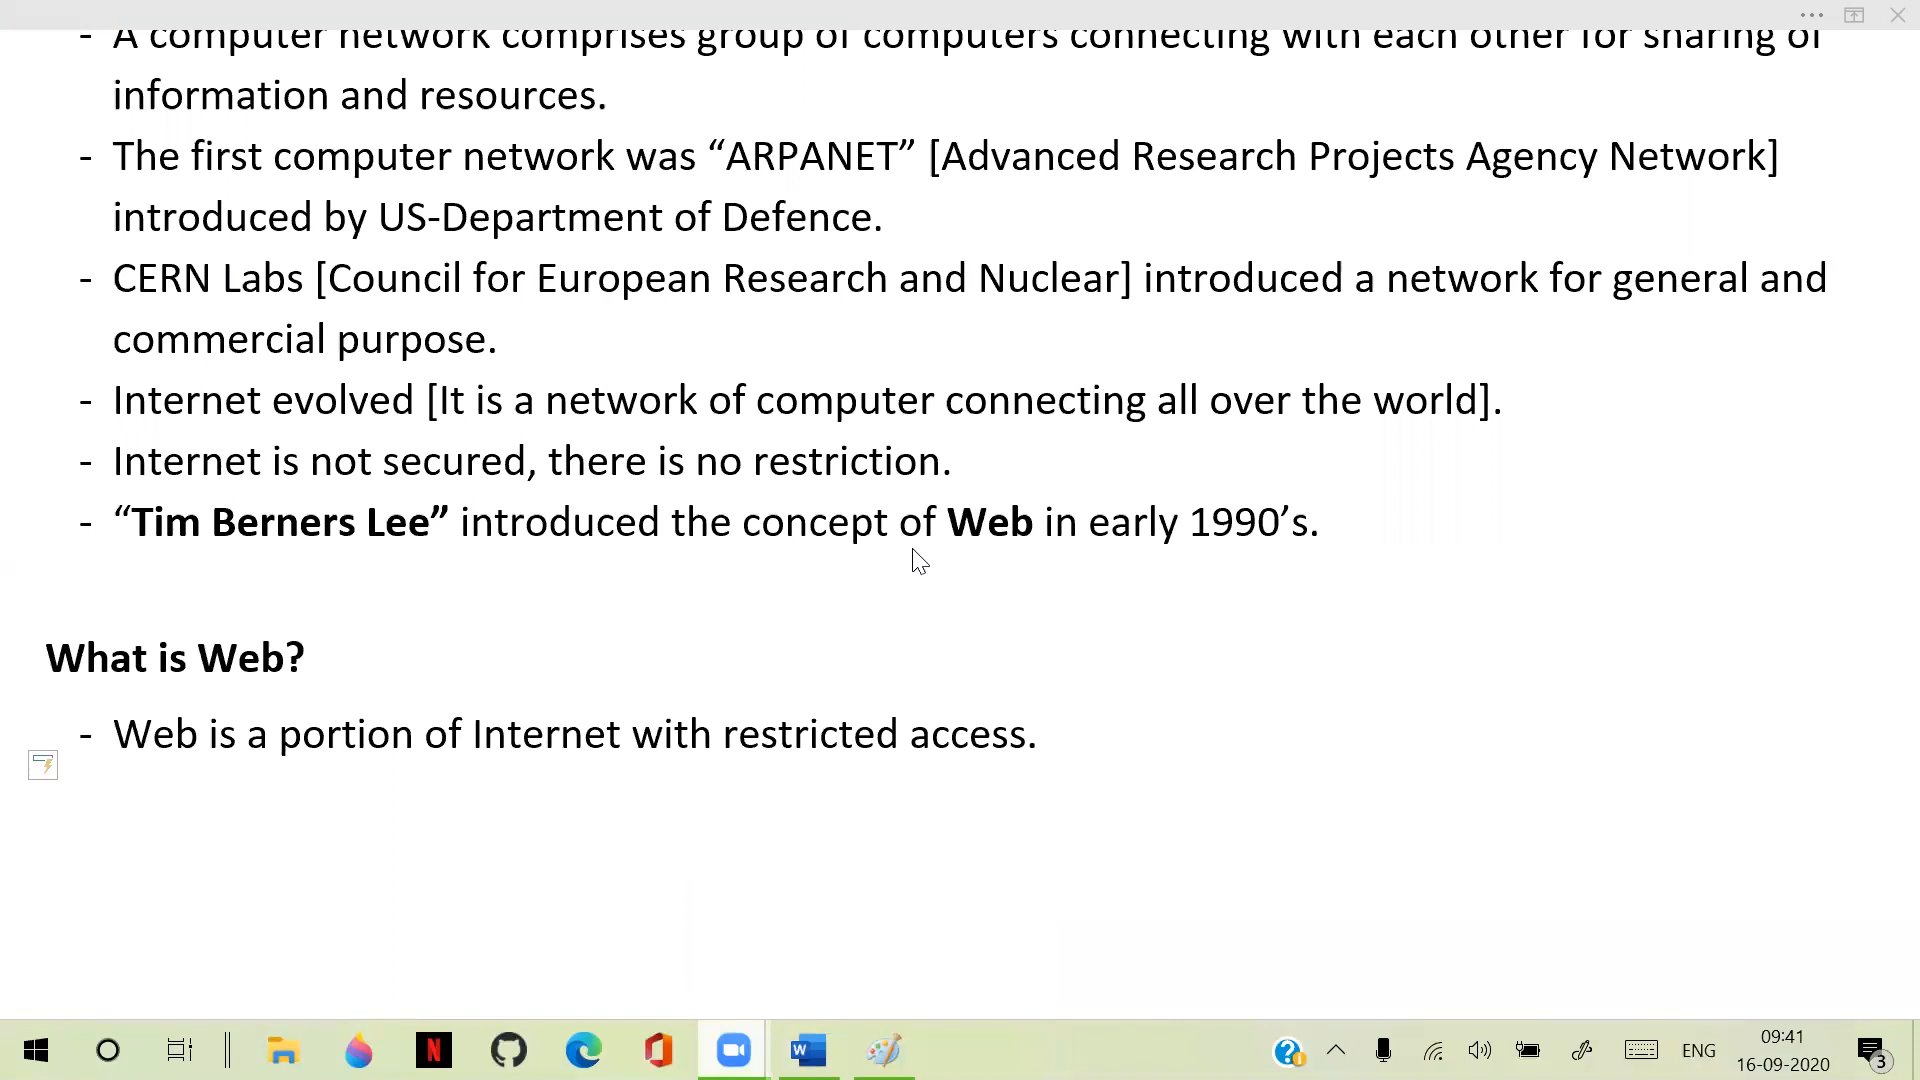 - A computer network comprises group of computers connecting with each other for sharing of
information and resources.
- The first computer network was “ARPANET” [Advanced Research Projects Agency Network]
introduced by US-Department of Defence.
- CERN Labs [Council for European Research and Nuclear] introduced a network for general and
commercial purpose.
- Internet evolved [It is a network of computer connecting all over the world].
- Internet is not secured, there is no restriction.
- “Tim Berners Lee” introduced the concept of Web in early 1990’s.
What is Web?
- Web is a portion of Internet with restricted access.
N
W
?
ENG
09:41
16-09-2020
3